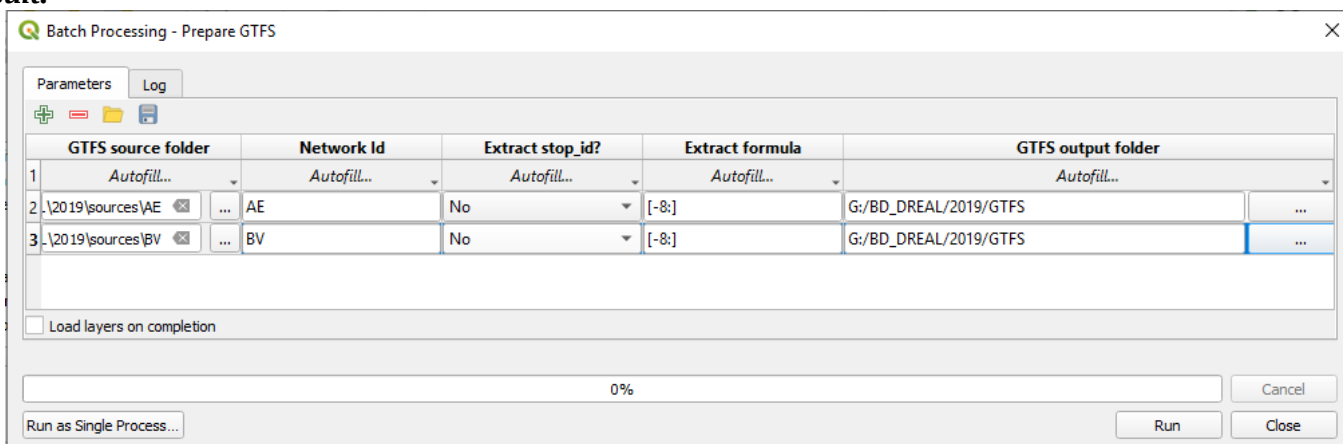 Batch Processing - Prepare GTFS
Parameters Log
GTFS source folder Network Id Extract stop_id? Extract formula GTFS output folder
1 Autofill... Autofill... Autofill... Autofill... Autofill...
2 .\2019\sources\AE ... AE No [-8:] G:/BD_DREAL/2019/GTFS ...
3 .\2019\sources\BV ... BV No [-8:] G:/BD_DREAL/2019/GTFS ...
Load layers on completion
0% Cancel
Run as Single Process... Run Close